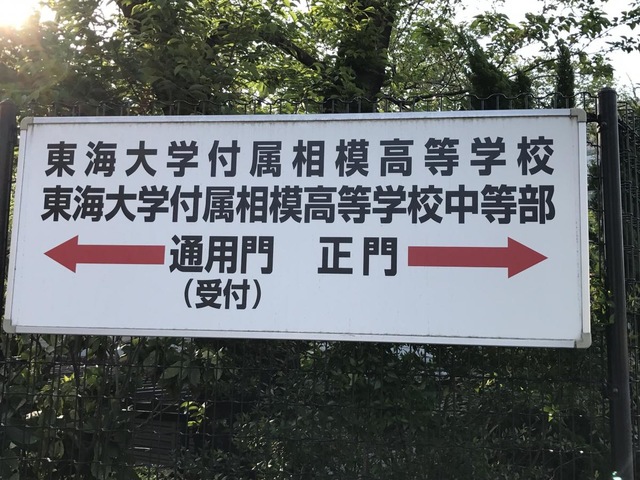 東海大学付属相模高等学校
東海大学付属相模高等学校中等部
通用門 正門
（受付）